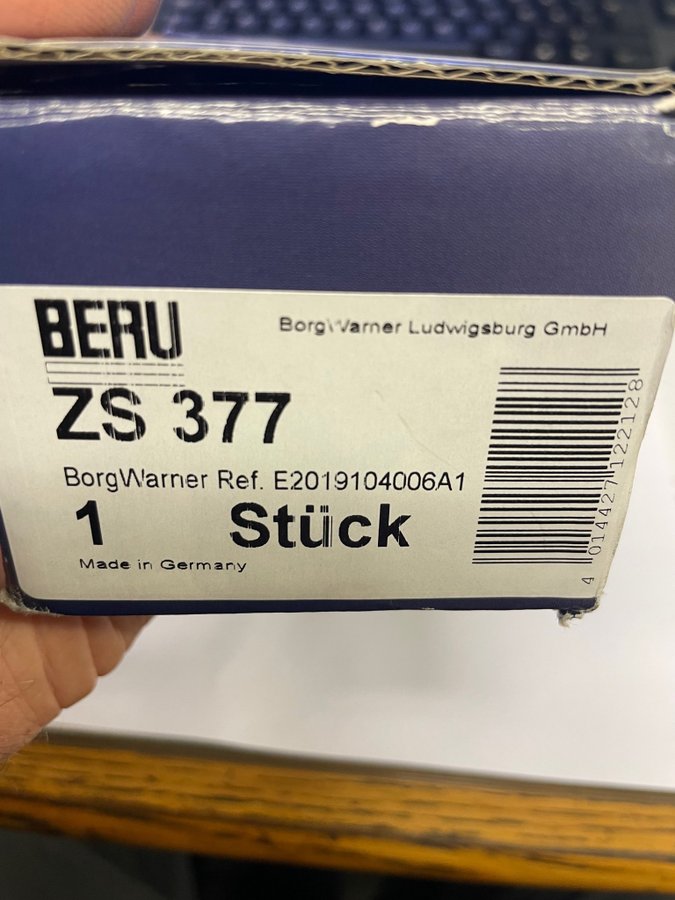 BERU
BorgWarner Ludwigsburg GmbH
ZS 377
BorgWarner Ref. E2019104006A1
1 Stück
Made in Germany
4 014427 122128